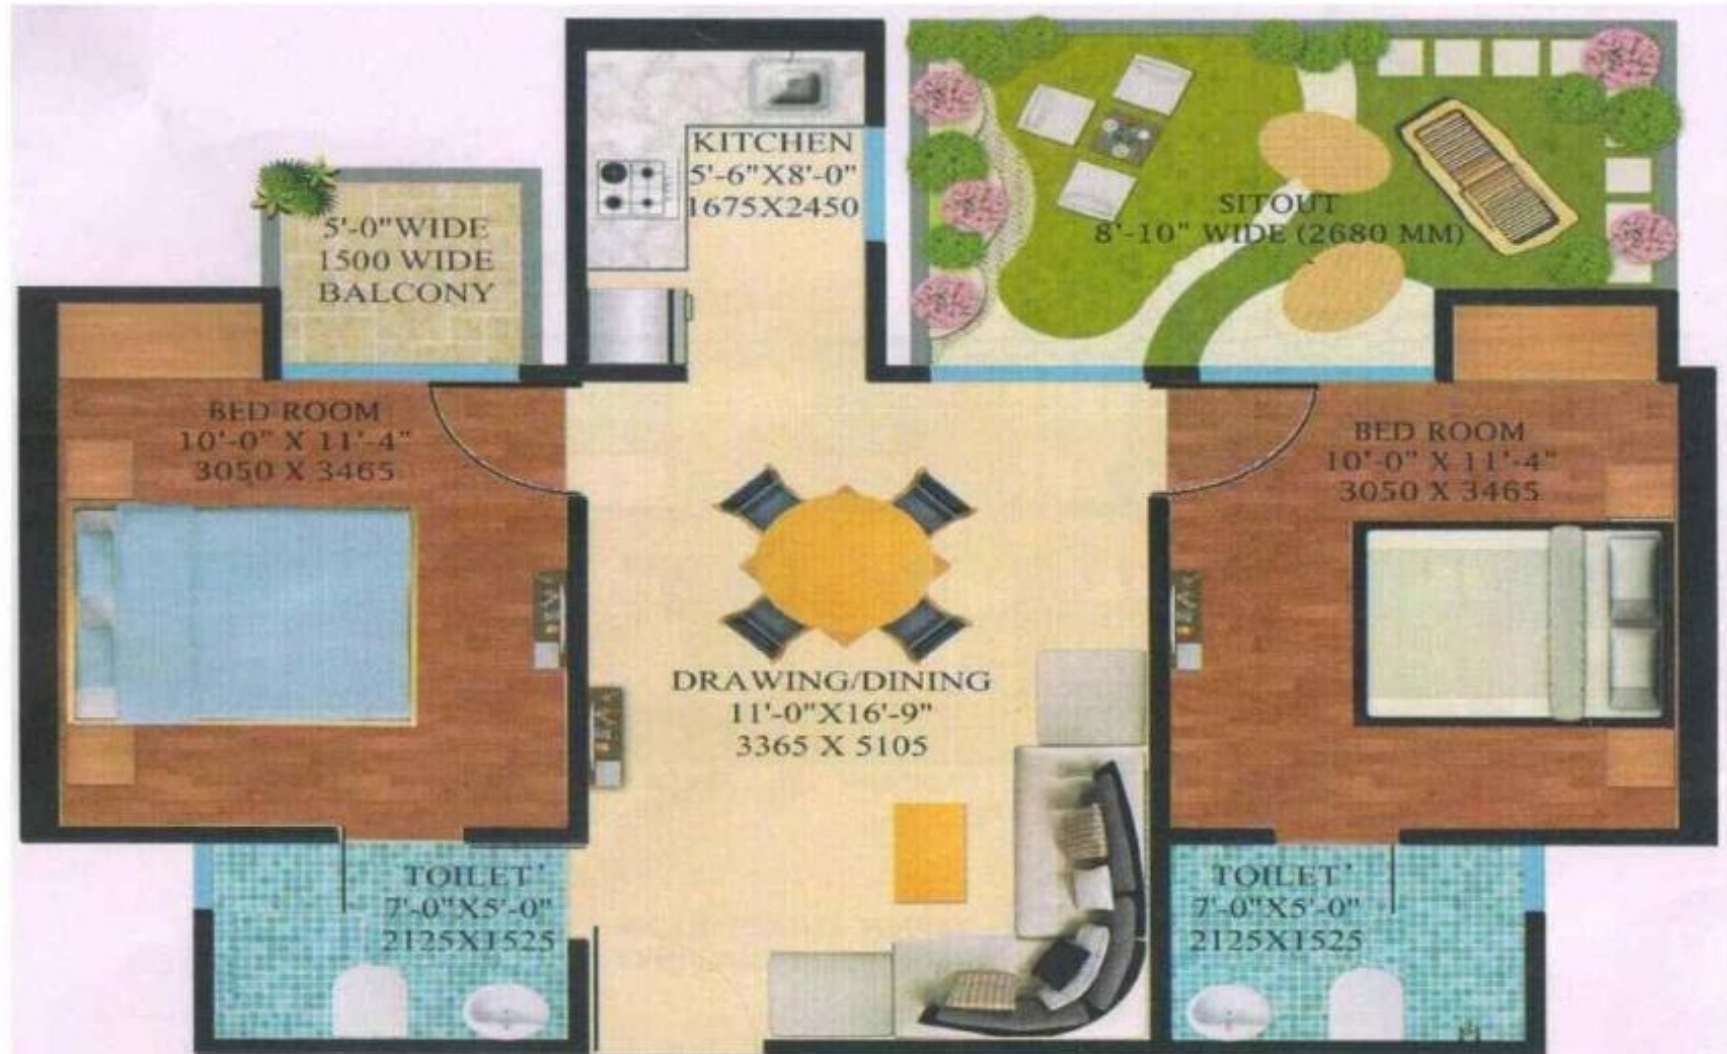 KITCHEN
5'-6"X8'-0"
1675X2450
5'-0" WIDE
1500 WIDE
BALCONY
SITOUT
8'-10" WIDE (2680 MM)
BED ROOM
10'-0" X 11'-4"
3050 X 3465
BED ROOM
10'-0" X 11'-4"
3050 X 3465
DRAWING/DINING
11'-0"X16'-9"
3365 X 5105
TOILET'
7'-0"X5'-0"
2125X1525
TOILET'
7'-0"X5'-0"
2125X1525